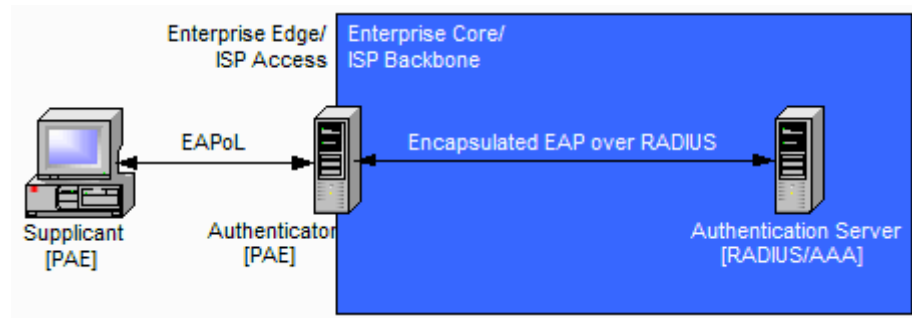 Enterprise Edge/
ISP Access
Enterprise Core/
ISP Backbone
EAPoL
Encapsulated EAP over RADIUS
Supplicant
[PAE]
Authenticator
[PAE]
Authentication Server
[RADIUS/AAA]